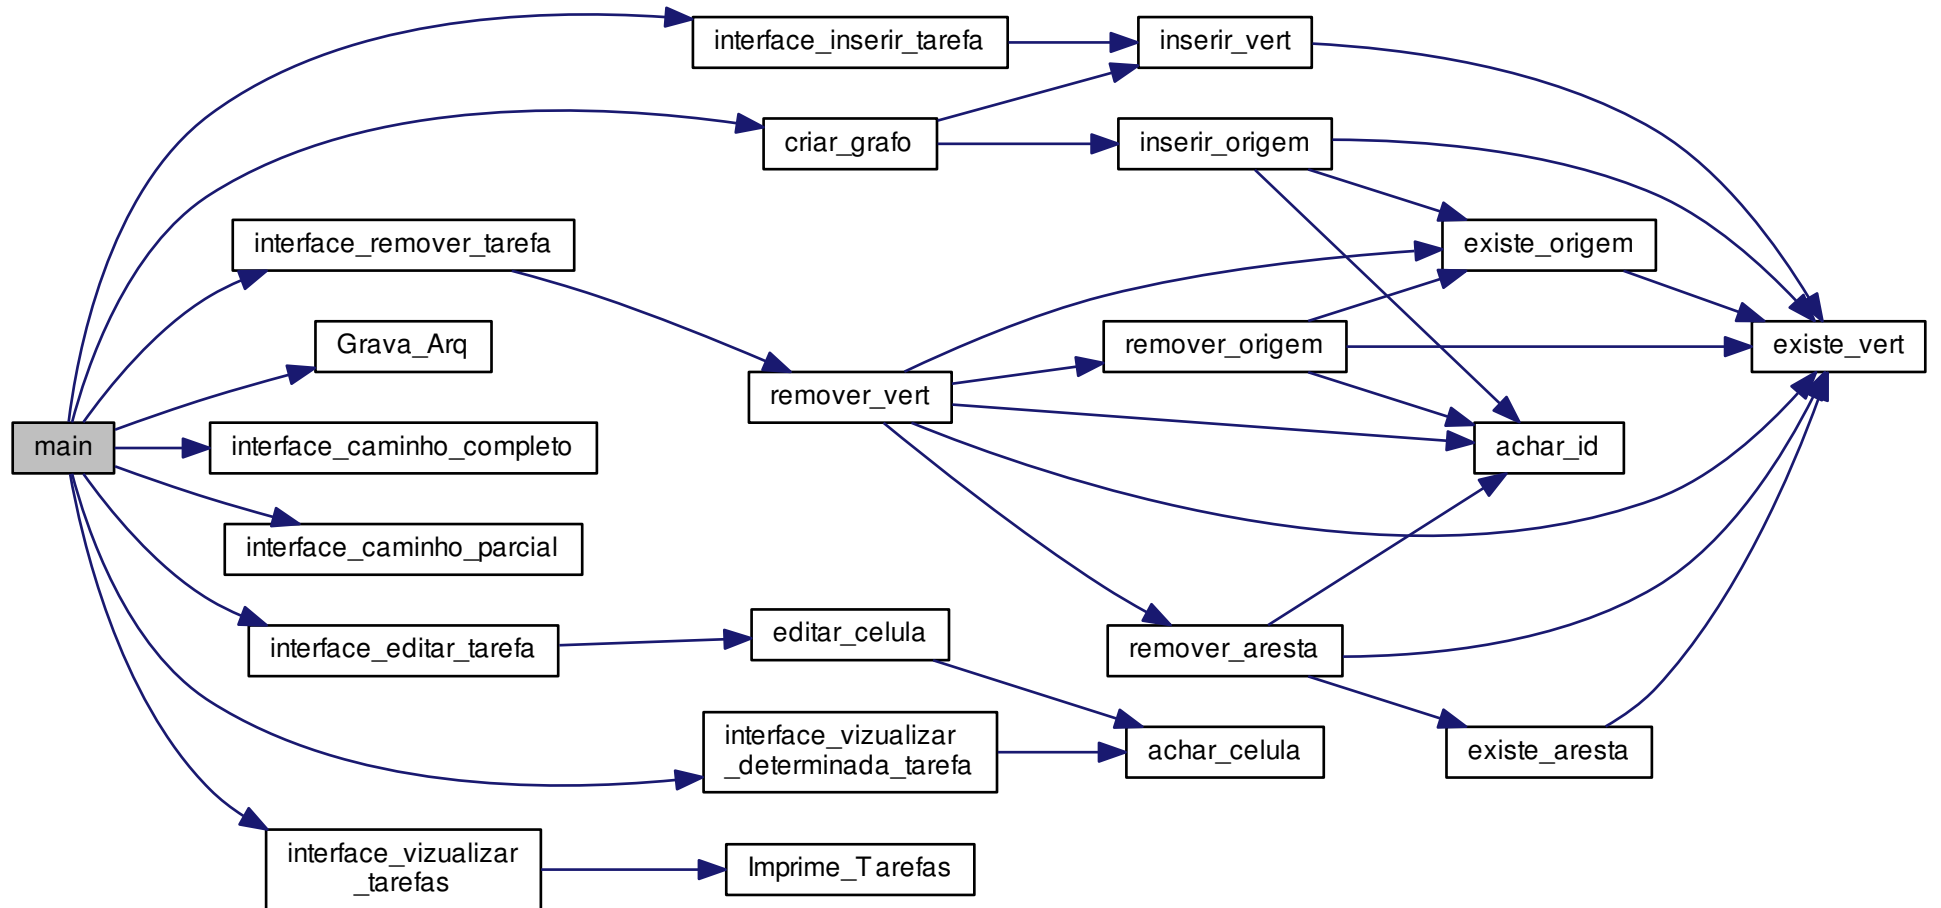 interface_inserir_tarefa
inserir_vert
criar_grafo
inserir_origem
interface_remover_tarefa
existe_origem
Grava_Arq
remover_origem
existe_vert
remover_vert
main
interface_caminho_completo
achar_id
interface_caminho_parcial
editar_celula
interface_editar_tarefa
remover_aresta
interface_vizualizar
_determinada_tarefa
achar_celula
existe_aresta
interface_vizualizar
_tarefas
Imprime_Tarefas